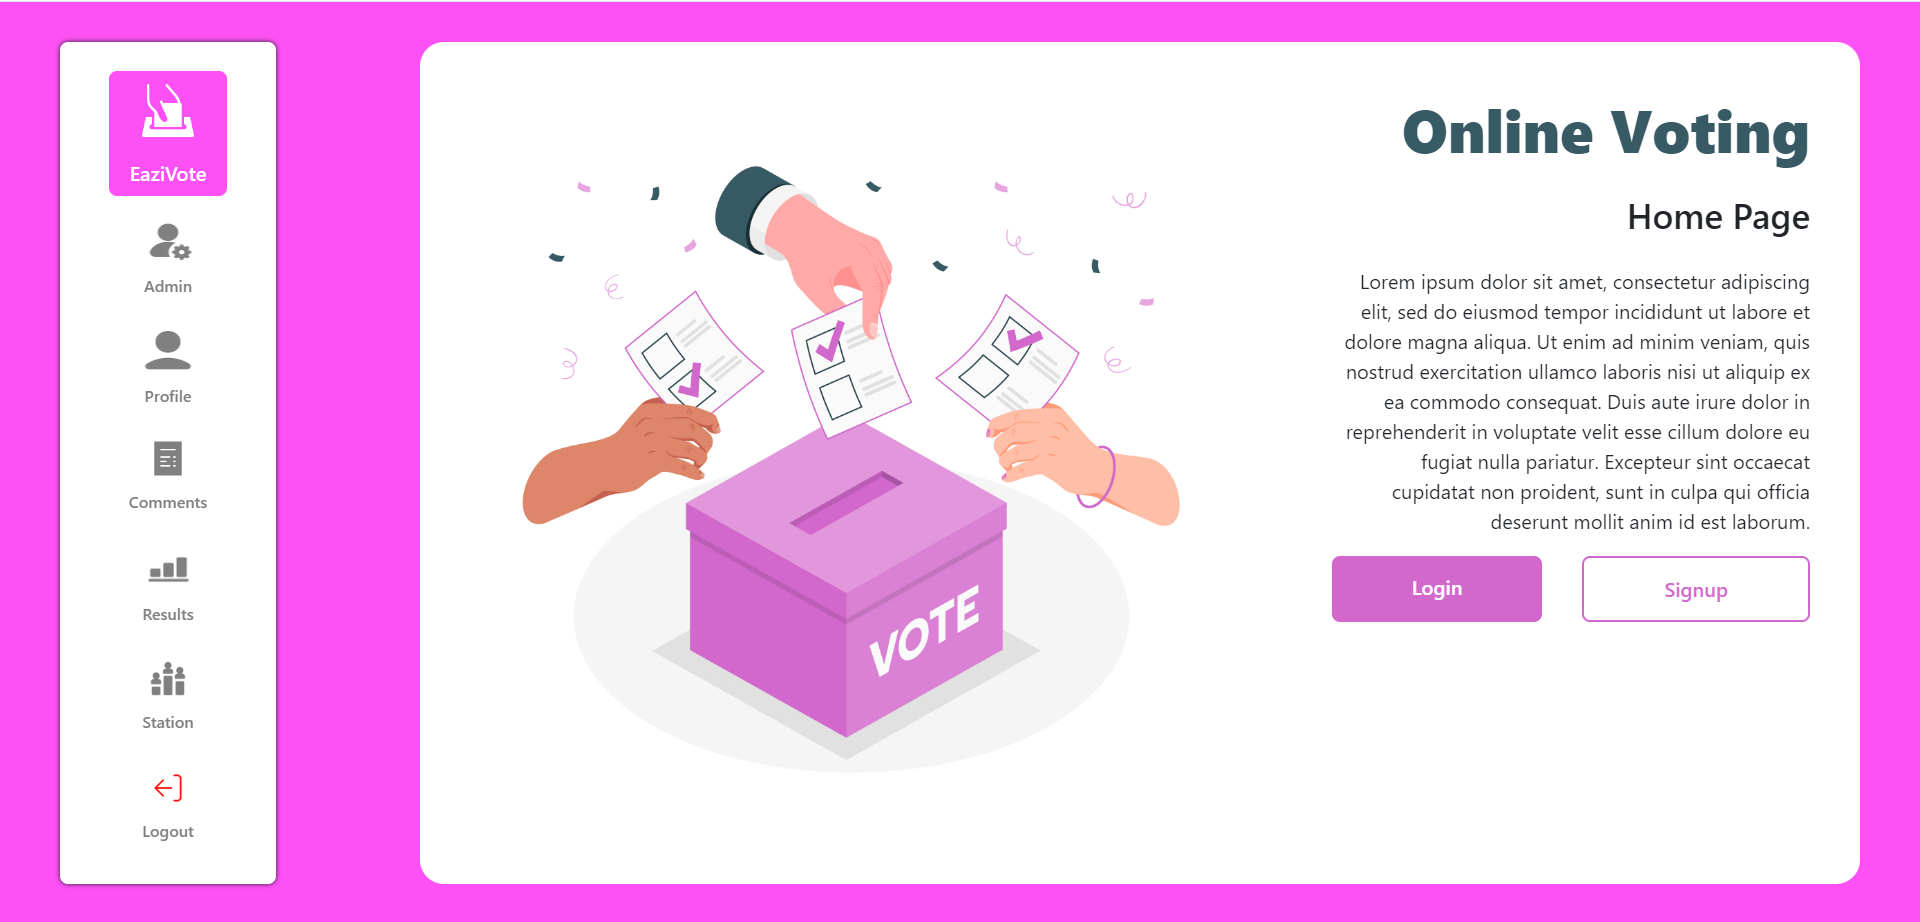 EaziVote
Admin
Profile
Comments
Results
Station
Logout
VOTE
Online Voting
Home Page
Lorem ipsum dolor sit amet, consectetur adipiscing
elit, sed do eiusmod tempor incididunt ut labore et
dolore magna aliqua. Ut enim ad minim veniam, quis
nostrud exercitation ullamco laboris nisi ut aliquip ex
ea commodo consequat. Duis aute irure dolor in
reprehenderit in voluptate velit esse cillum dolore eu
fugiat nulla pariatur. Excepteur sint occaecat
cupidatat non proident, sunt in culpa qui officia
deserunt mollit anim id est laborum.
Login
Signup